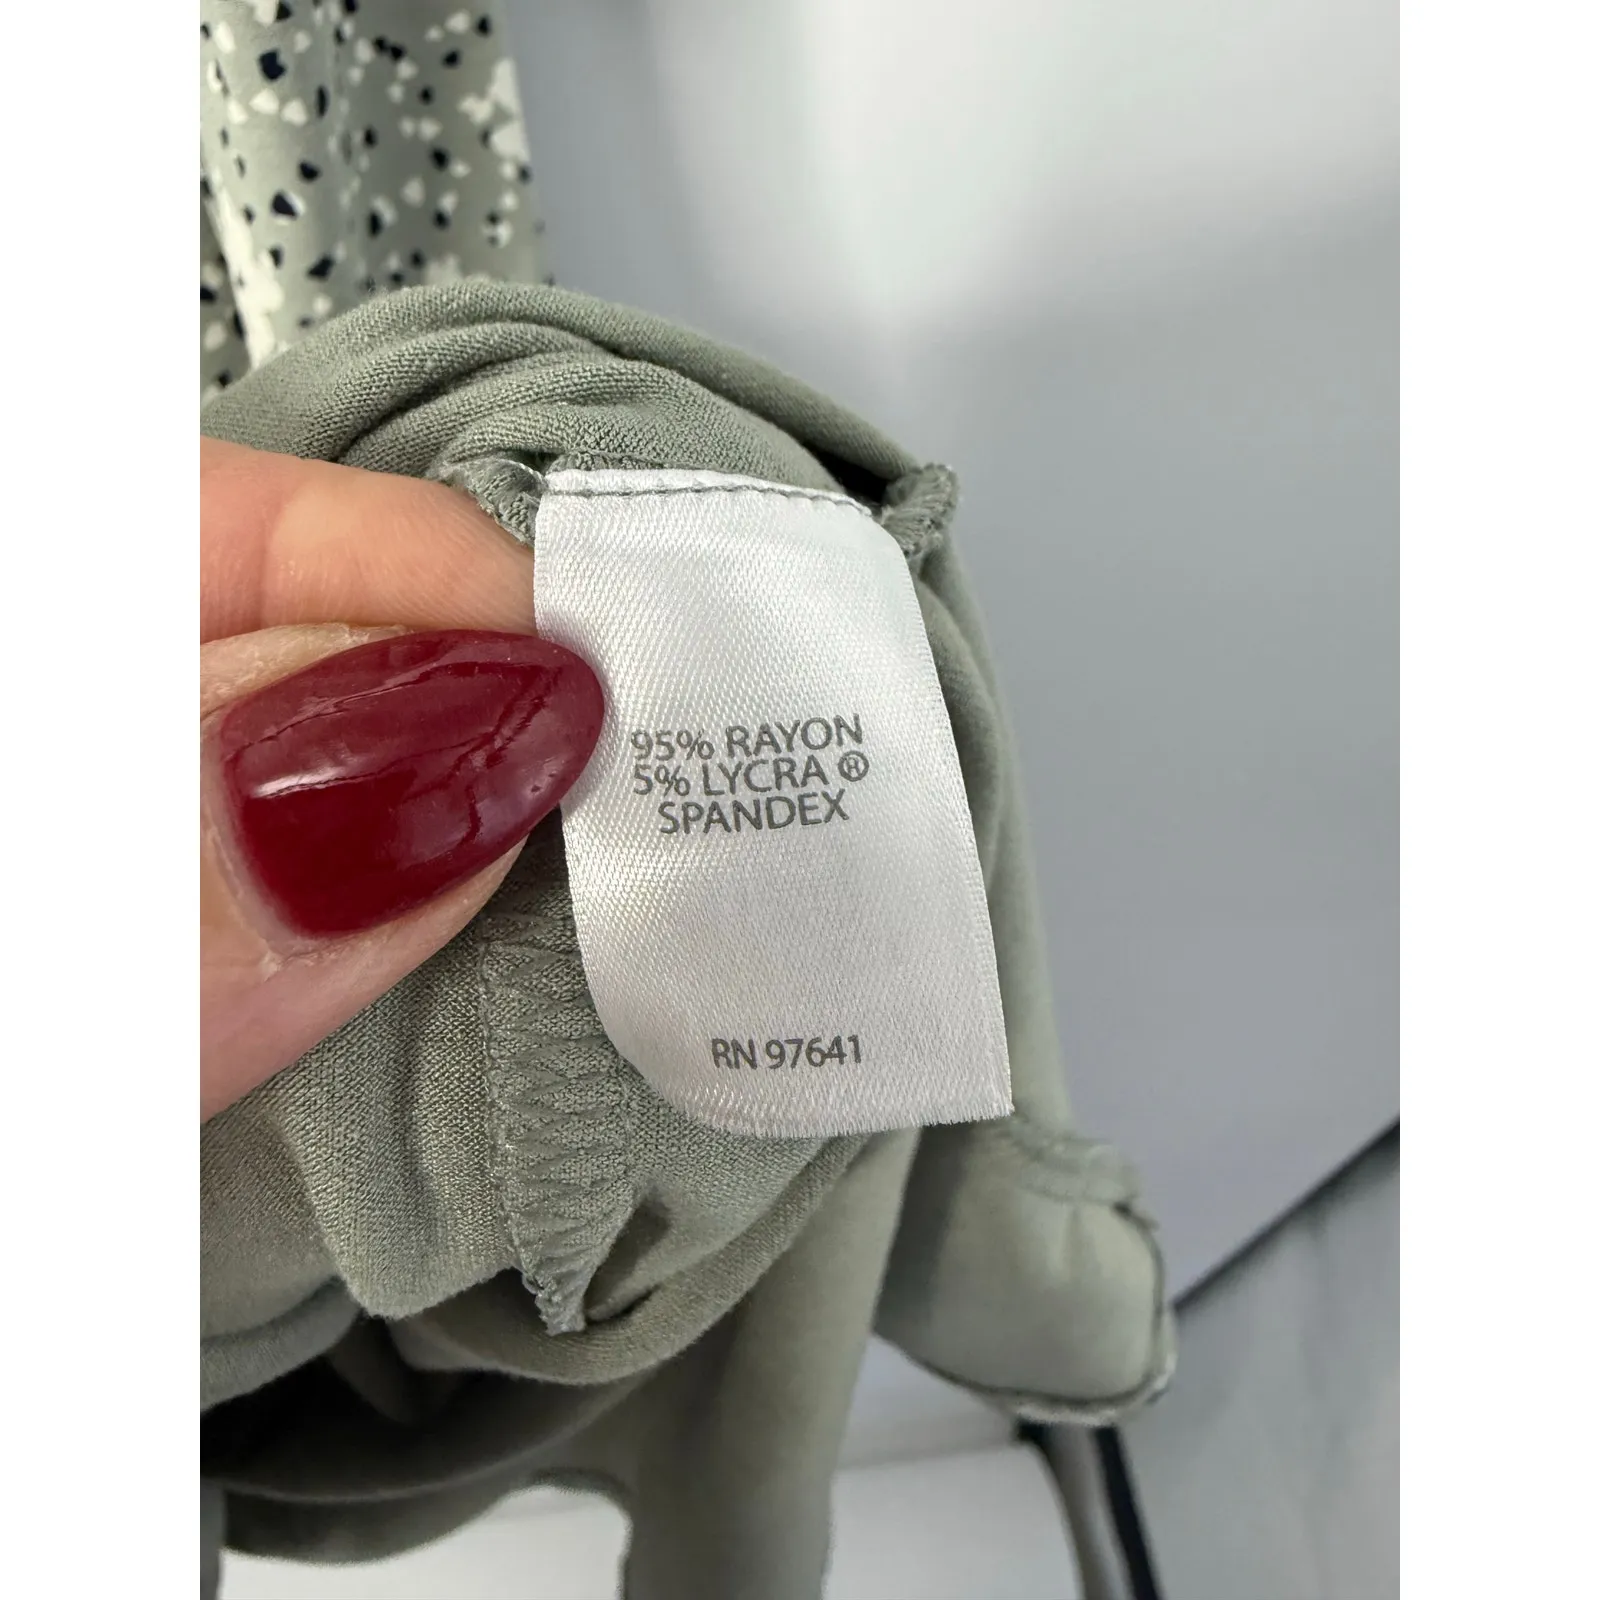 95% RAYON
5% LYCRA ®
SPANDEX
RN 97641